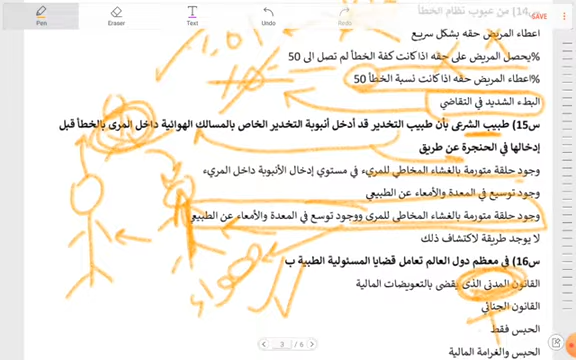 Pen
Eraser
Text
Undo
Redo
SAVE
س14) من عيوب نظام الخطأ
اعطاء المريض حقه بشكل سريع
%يحصل المريض على حقه اذا كانت كفة الخطأ لم تصل الى 50
%اعطاء المريض حقه اذا كانت نسبة الخطأ 50
البطء الشديد في التقاضي
س15) طبيب الشرعى بأن طبيب التخدير قد أدخل أنبوبة التخدير الخاص بالمسالك الهوائية داخل المرى بالخطأ قبل
إدخالها في الحنجرة عن طريق
وجود حلقة متورمة بالغشاء المخاطي للمريء في مستوي إدخال الأنبوبة داخل المريء
وجود توسيع في المعدة والأمعاء عن الطبيعي
وجود حلقة متورمة بالغشاء المخاطي للمرى ووجود توسع في المعدة والأمعاء عن الطبيعي
لا يوجد طريقة لاكتشاف ذلك
س16) في معظم دول العالم تعامل قضايا المسئولية الطبية ب
القانون المدنى الذى يقضى بالتعويضات المالية
القانون الجنائي
الحبس فقط
الحبس والغرامة المالية
3 / 6